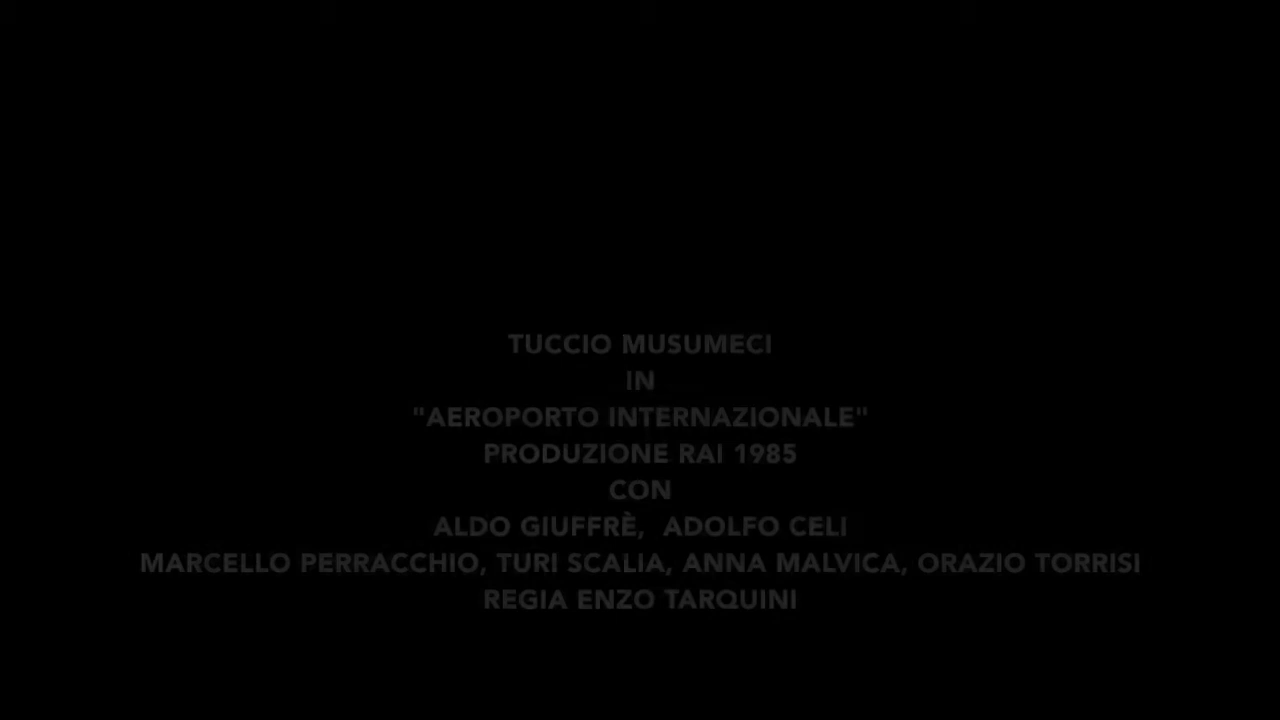 TUCCIO MUSUMECI
IN
"AEROPORTO INTERNAZIONALE"
PRODUZIONE RAI 1985
CON
ALDO GIUFFRÈ,  ADOLFO CELI
MARCELLO PERRACCHIO, TURI SCALIA, ANNA MALVICA, ORAZIO TORRISI
REGIA ENZO TARQUINI